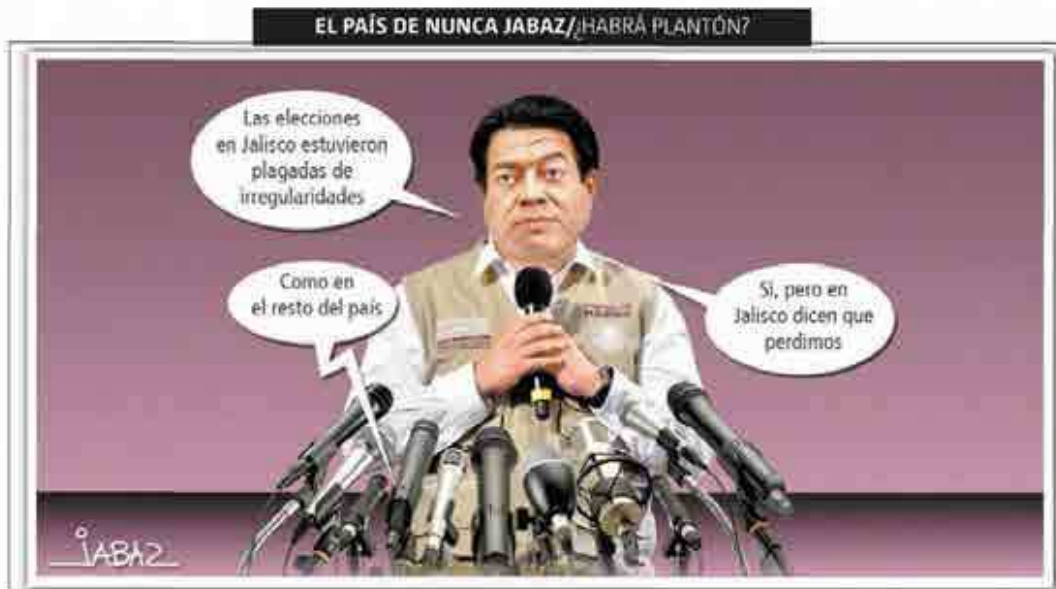 EL PAÍS DE NUNCA JABAZ/¿HABRÁ PLANTÓN?
Las elecciones
en Jalisco estuvieron
plagadas de
irregularidades
Como en
el resto del país
Sí, pero en
Jalisco dicen que
perdimos
JABAZ